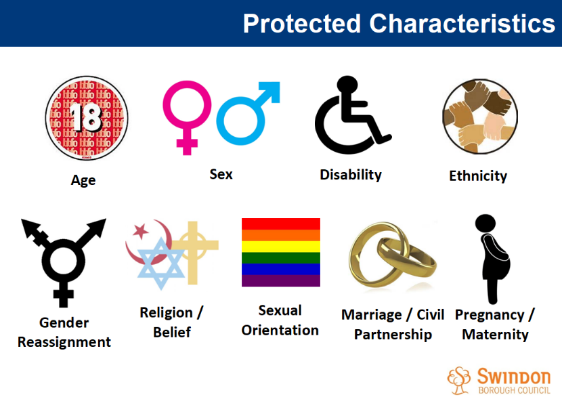 Protected Characteristics
18
Age
Sex
Disability
Ethnicity
Gender
Reassignment
Religion /
Belief
Sexual
Orientation
Marriage / Civil
Partnership
Pregnancy /
Maternity
SWINDON
BOROUGH COUNCIL